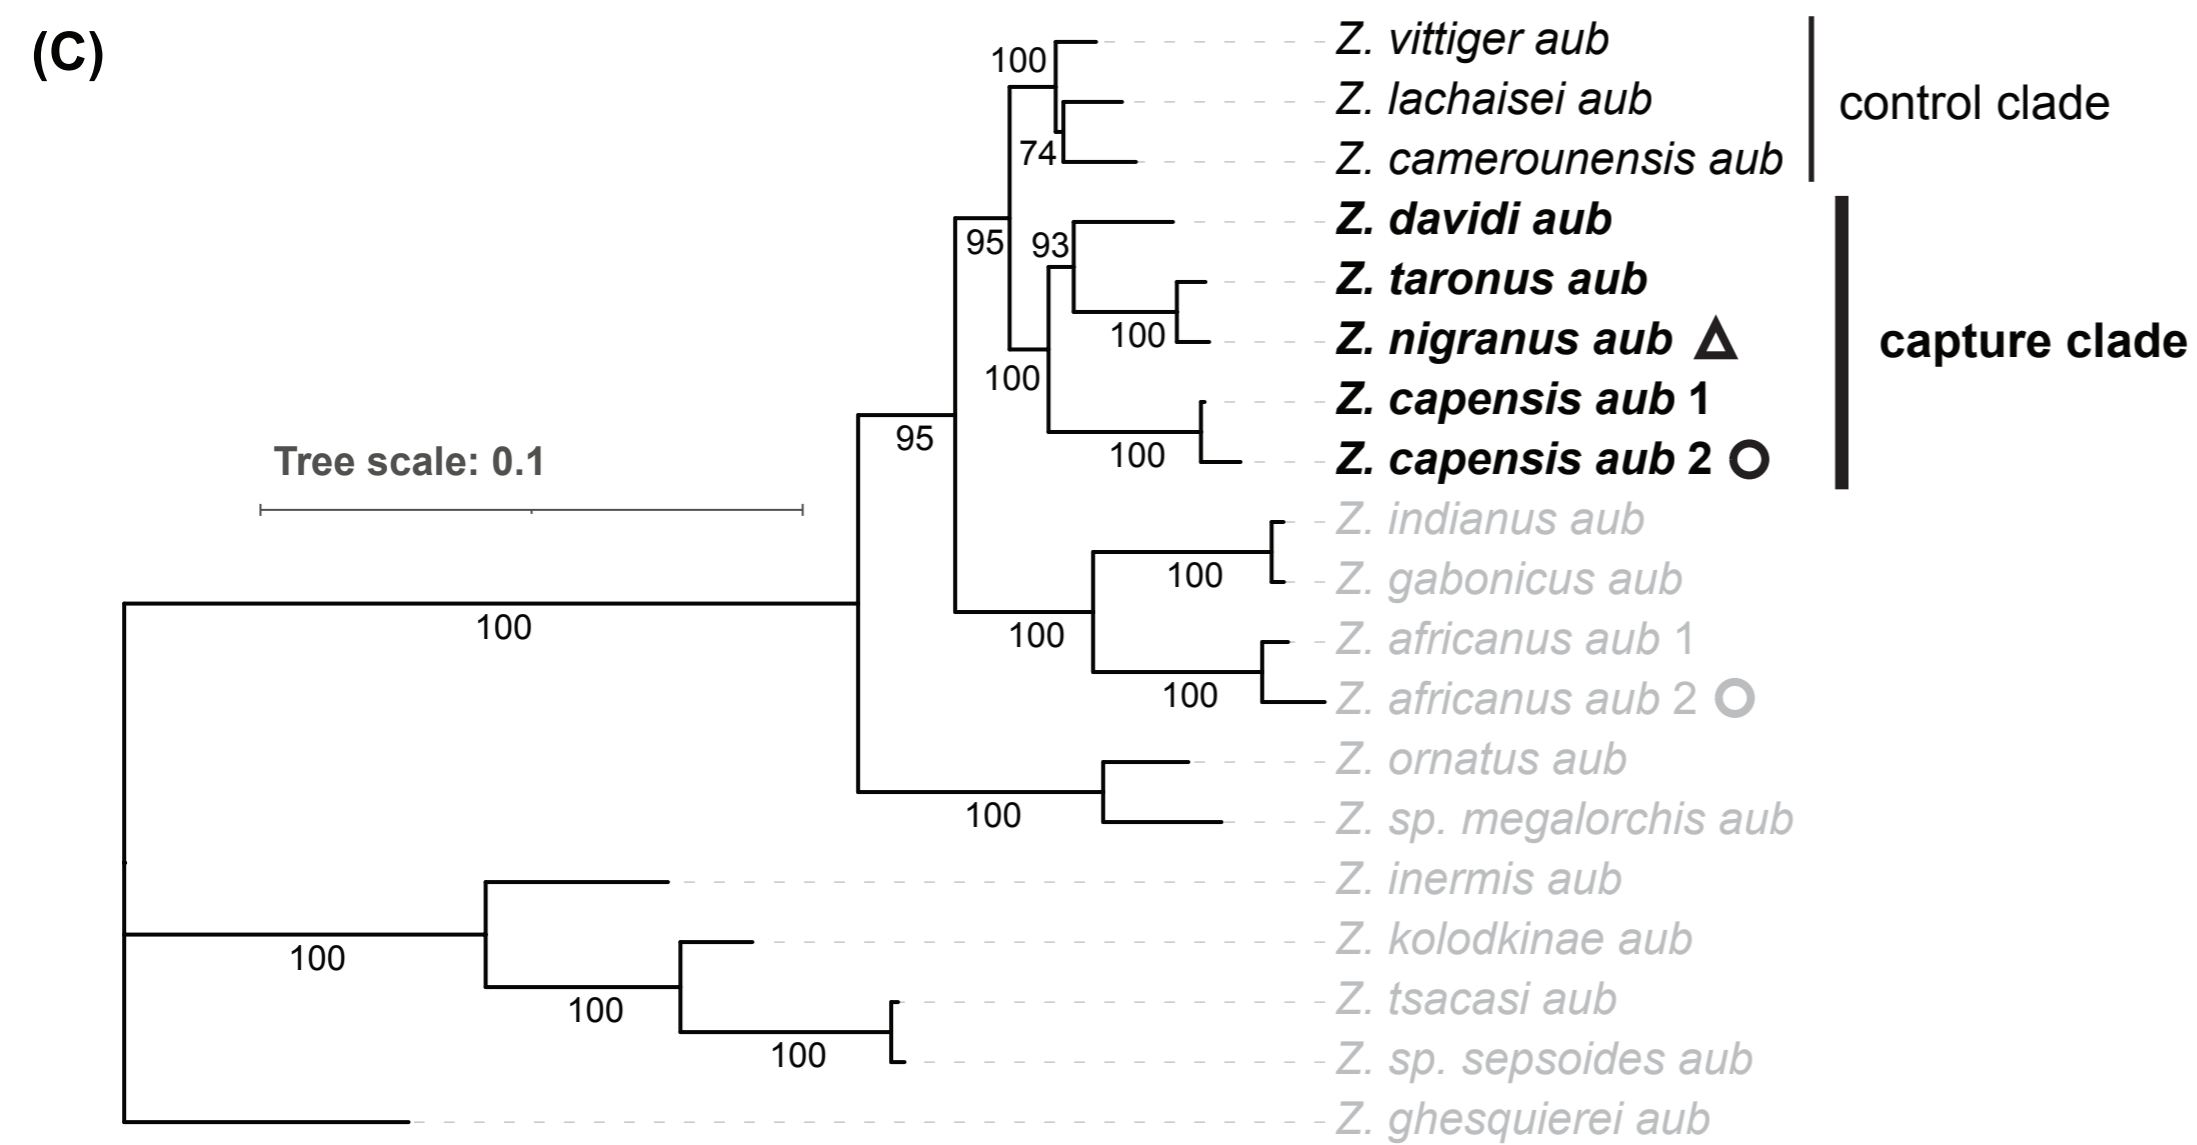 (C)
Z. vittiger aub
100
Z. lachaisei aub
control clade
74
Z. camerounensis aub
Z. davidi aub
95
93
Z. taronus aub
100
Z. nigranus aub
capture clade
100
Z. capensis aub 1
95
100
Z. capensis aub 2
Tree scale: 0.1
Z. indianus aub
100
Z. gabonicus aub
100
100
Z. africanus aub 1
100
Z. africanus aub 2
Z. ornatus aub
100
Z. sp. megalorchis aub
Z. inermis aub
100
Z. kolodkinae aub
100
Z. tsacasi aub
100
Z. sp. sepsoides aub
Z. ghesquierei aub